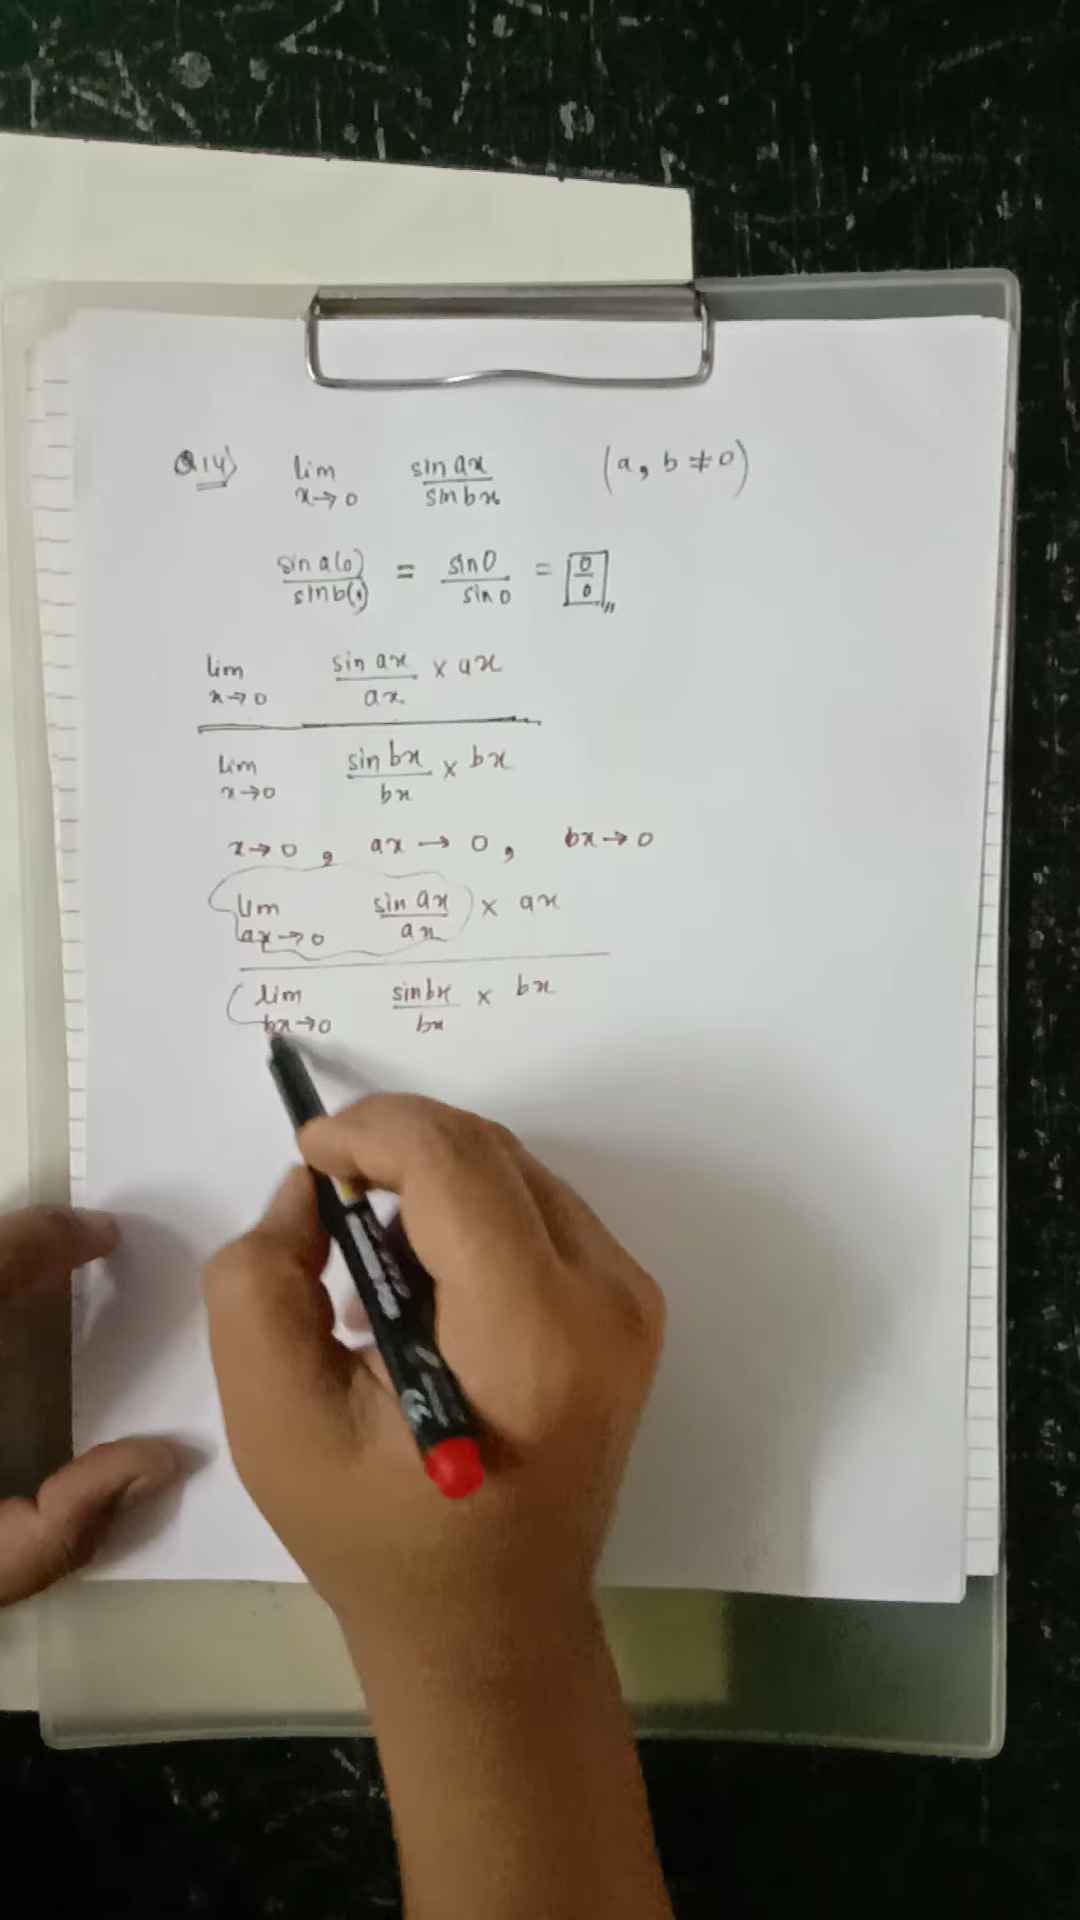 Q14) lim x→0 sin ax / sin bx (a, b ≠ 0)
sin a(0) / sin b(0) = sin 0 / sin 0 = 0/0 „
lim x→0 sin ax / ax × ax
lim x→0 sin bx / bx × bx
x→0 , ax → 0 , bx→0
lim ax→0 sin ax / ax × ax
lim bx→0 sin bx / bx × bx